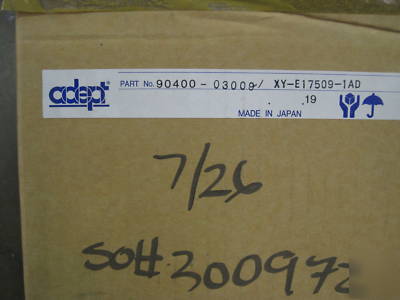 adept
PART No. 90400 - 03009/ XY-E17509-1AD
.19
MADE IN JAPAN
7/26
SO# 300972